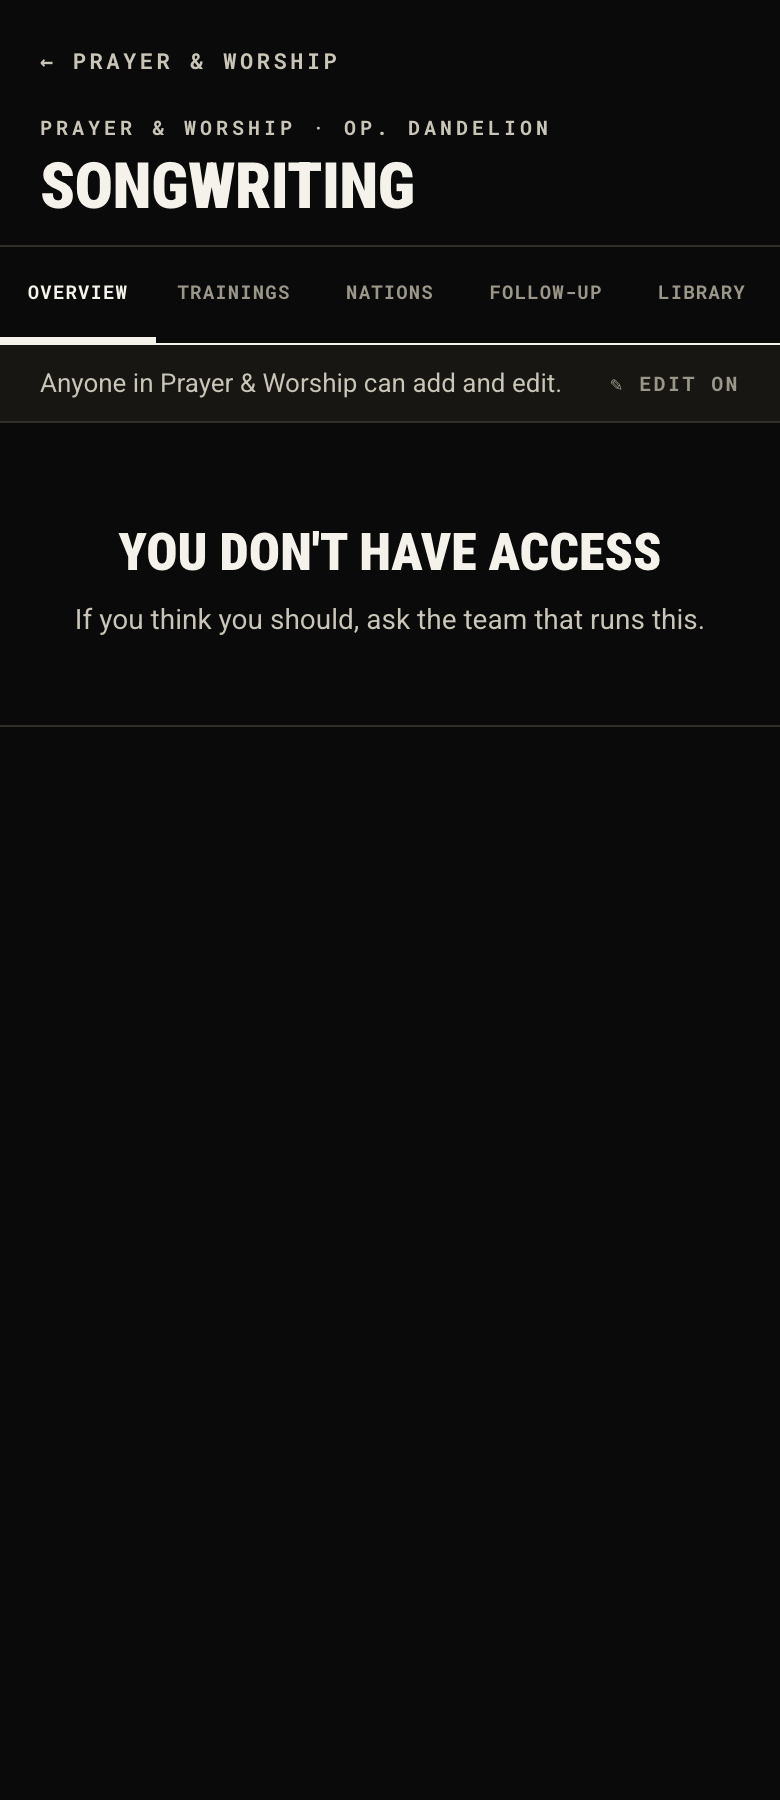 ← PRAYER & WORSHIP
PRAYER & WORSHIP · OP. DANDELION
SONGWRITING
OVERVIEW TRAININGS NATIONS FOLLOW-UP LIBRARY
Anyone in Prayer & Worship can add and edit. ✎ EDIT ON
YOU DON'T HAVE ACCESS
If you think you should, ask the team that runs this.